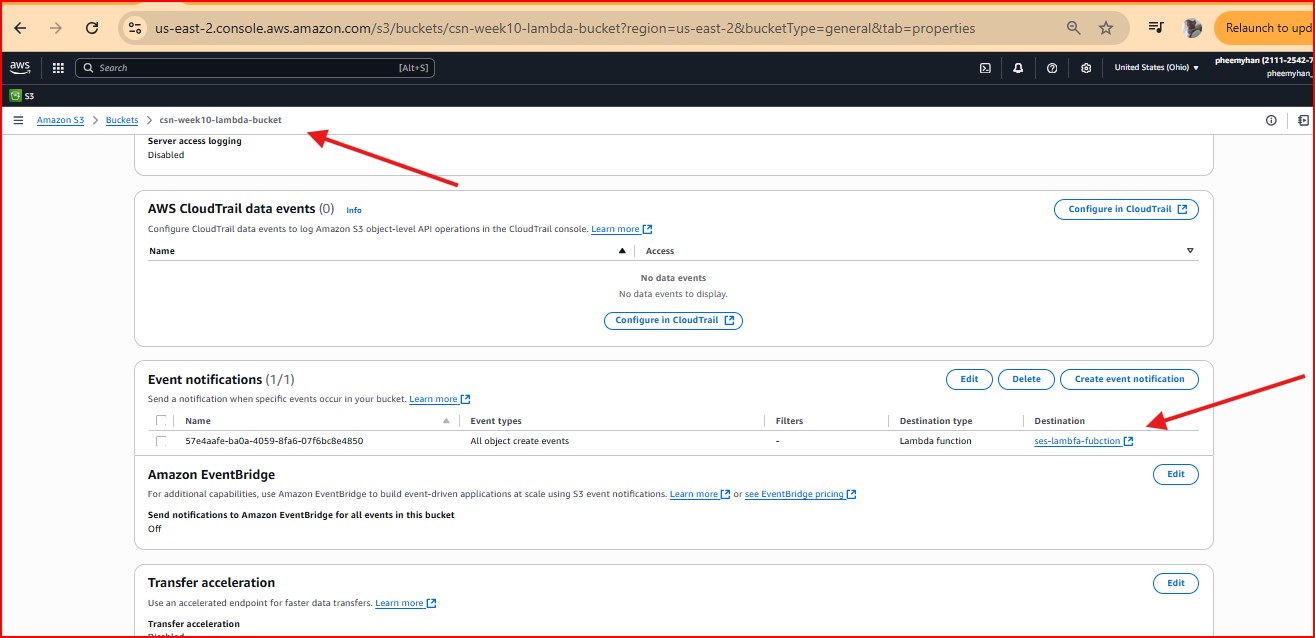 us-east-2.console.aws.amazon.com/s3/buckets/csn-week10-lambda-bucket?region=us-east-2&bucketType=general&tab=properties
Relaunch to upd
aws Search [Alt+S] United States (Ohio) pheemyhan (2111-2542-7
pheemyhan_
S3
Amazon S3 > Buckets > csn-week10-lambda-bucket
Server access logging
Disabled
AWS CloudTrail data events (0) Info Configure in CloudTrail
Configure CloudTrail data events to log Amazon S3 object-level API operations in the CloudTrail console. Learn more
Name Access
No data events
No data events to display.
Configure in CloudTrail
Event notifications (1/1) Edit Delete Create event notification
Send a notification when specific events occur in your bucket. Learn more
Name Event types Filters Destination type Destination
57e4aafe-ba0a-4059-8fa6-07f6bc8e4850 All object create events - Lambda function ses-lambfa-fubction
Amazon EventBridge Edit
For additional capabilities, use Amazon EventBridge to build event-driven applications at scale using S3 event notifications. Learn more or see EventBridge pricing
Send notifications to Amazon EventBridge for all events in this bucket
Off
Transfer acceleration Edit
Use an accelerated endpoint for faster data transfers. Learn more
Transfer acceleration
Disabled